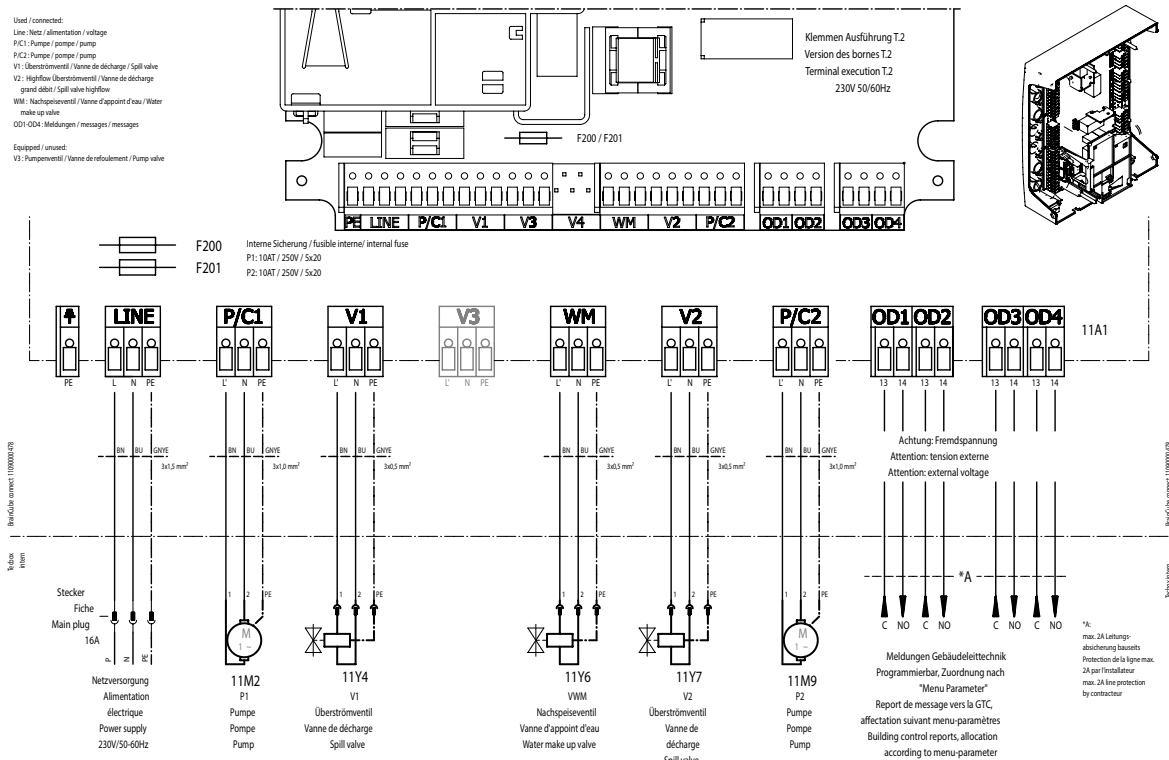 Used / connected:
Line : Netz / alimentation / voltage
P/C1 : Pumpe / pompe / pump
P/C2 : Pumpe / pompe / pump
V1 : Überströmventil / Vanne de décharge / Spill valve
V2 : Highflow Überströmventil / Vanne de décharge
grand débit / Spill valve highflow
WM : Nachspeiseventil / Vanne d'appoint d'eau / Water
make up valve
OD1-OD4 : Meldungen / messages / messages
Equipped / unused:
V3 : Pumpenventil / Vanne de refoulement / Pump valve
Klemmen Ausführung T.2
Version des bornes T.2
Terminal execution T.2
230V 50/60Hz
F200 / F201
PE LINE P/C1 V1 V3 V4 WM V2 P/C2 OD1 OD2 OD3 OD4
F200
F201
Interne Sicherung / fusible interne/ internal fuse
P1: 10AT / 250V / 5x20
P2: 10AT / 250V / 5x20
LINE P/C1 V1 V3 WM V2 P/C2 OD1 OD2 OD3 OD4
11A1
PE L N PE L' N PE L' N PE L' N PE L' N PE L' N PE L' N PE 13 14 13 14 13 14 13 14
BN BU GNYE BN BU GNYE BN BU GNYE BN BU GNYE BN BU GNYE BN BU GNYE
3x1,5 mm² 3x1,0 mm² 3x0,5 mm² 3x0,5 mm² 3x0,5 mm² 3x1,0 mm²
Achtung: Fremdspannung
Attention: tension externe
Attention: external voltage
BrainCube connect 11090000478
BrainCube connect 11090000478
Tecbox
intern
Tecbox intern
*A
1 2 PE 1 2 PE 1 2 PE 1 2 PE 1 2 PE
C NO C NO C NO C NO
Stecker
Fiche
Main plug
16A
P N PE
Netzversorgung
Alimentation
électrique
Power supply
230V/50-60Hz
M
1 ~
11M2
P1
Pumpe
Pompe
Pump
11Y4
V1
Überströmventil
Vanne de décharge
Spill valve
11Y6
VWM
Nachspeiseventil
Vanne d'appoint d'eau
Water make up valve
11Y7
V2
Überströmventil
Vanne de
décharge
Spill valve
M
1 ~
11M9
P2
Pumpe
Pompe
Pump
Meldungen Gebäudeleittechnik
Programmierbar, Zuordnung nach
"Menu Parameter"
Report de message vers la GTC,
affectation suivant menu-paramètres
Building control reports, allocation
according to menu-parameter
*A:
max. 2A Leitungs-
absicherung bauseits
Protection de la ligne max.
2A par l'installateur
max. 2A line protection
by contracteur